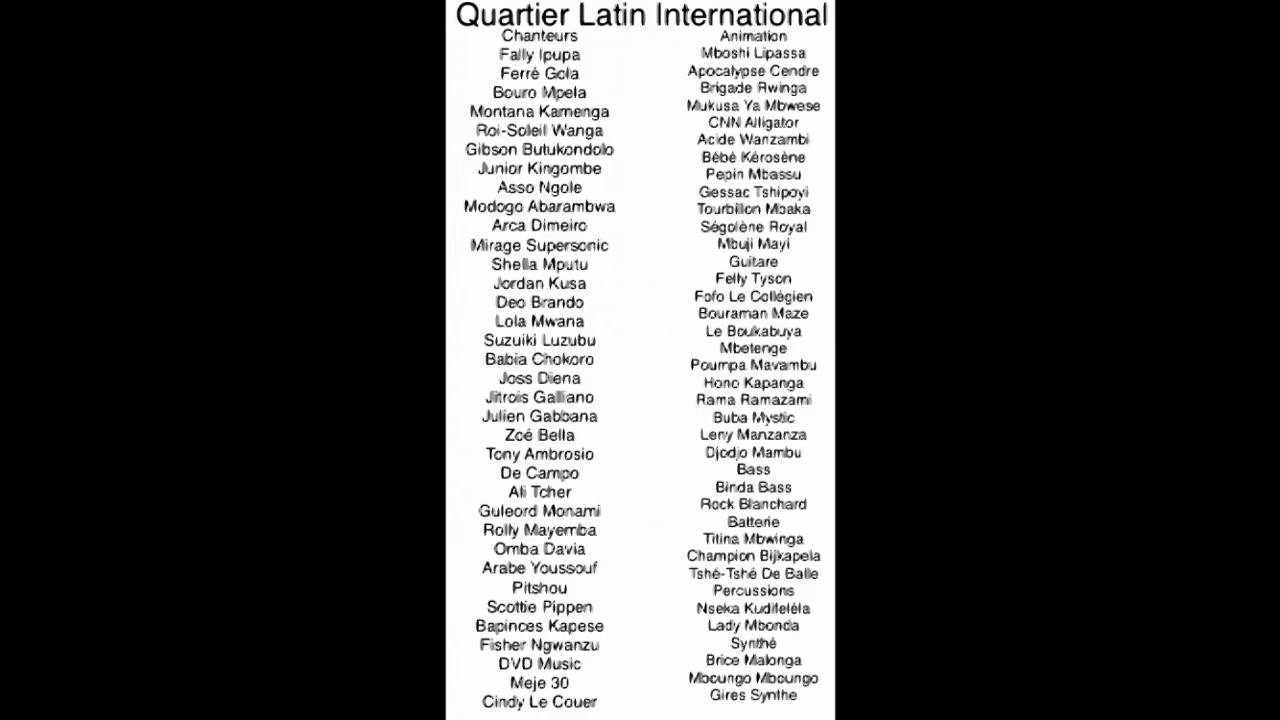 Quartier Latin International
Chanteurs
Fally Ipupa
Ferré Gola
Bouro Mpela
Montana Kamenga
Roi-Soleil Wanga
Gibson Butukondolo
Junior Kingombe
Asso Ngole
Modogo Abarambwa
Arca Dimeiro
Mirage Supersonic
Shella Mputu
Jordan Kusa
Deo Brando
Lola Mwana
Suzuiki Luzubu
Babia Chokoro
Joss Diena
Jitrois Galliano
Julien Gabbana
Zoé Bella
Tony Ambrosio
De Campo
Ali Tcher
Guleord Monami
Rolly Mayemba
Omba Davia
Arabe Youssouf
Pitshou
Scottie Pippen
Bapinces Kapese
Fisher Ngwanzu
DVD Music
Meje 30
Cindy Le Couer
Animation
Mboshi Lipassa
Apocalypse Cendre
Brigade Rwinga
Mukusa Ya Mbwese
CNN Alligator
Acide Wanzambi
Bébé Kérosène
Pepin Mbassu
Gessac Tshipoyi
Tourbillon Mbaka
Ségolène Royal
Mbuji Mayi
Guitare
Felly Tyson
Fofo Le Collégien
Bouraman Maze
Le Boukabuya
Mbetenge
Poumpa Mavambu
Hono Kapanga
Rama Ramazami
Buba Mystic
Leny Manzanza
Djodjo Mambu
Bass
Binda Bass
Rock Blanchard
Batterie
Titina Mbwinga
Champion Bijkapela
Tshé-Tshé De Balle
Percussions
Nseka Kudifeléla
Lady Mbonda
Synthé
Brice Malonga
Mboungo Mboungo
Gires Synthe